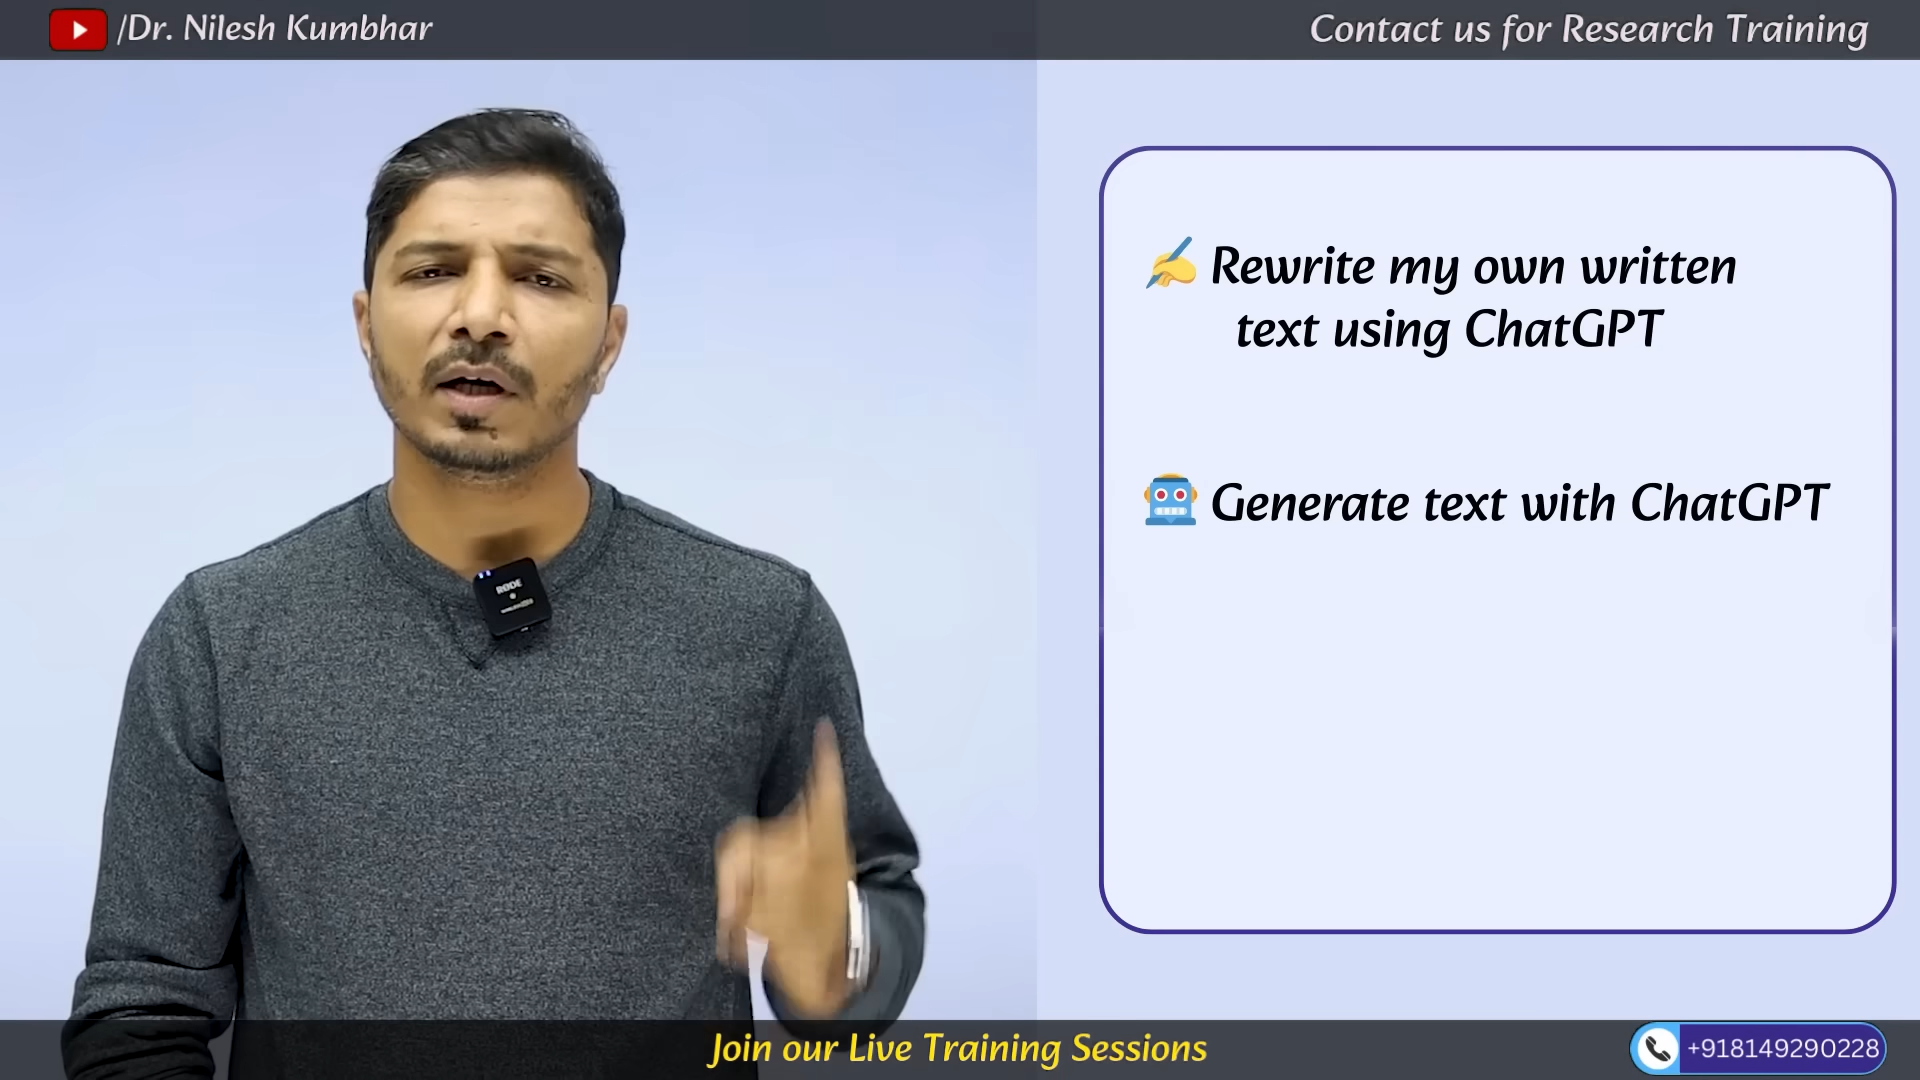 /Dr. Nilesh Kumbhar
Contact us for Research Training
Rewrite my own written
text using ChatGPT
Generate text with ChatGPT
RØDE
Join our Live Training Sessions
+918149290228